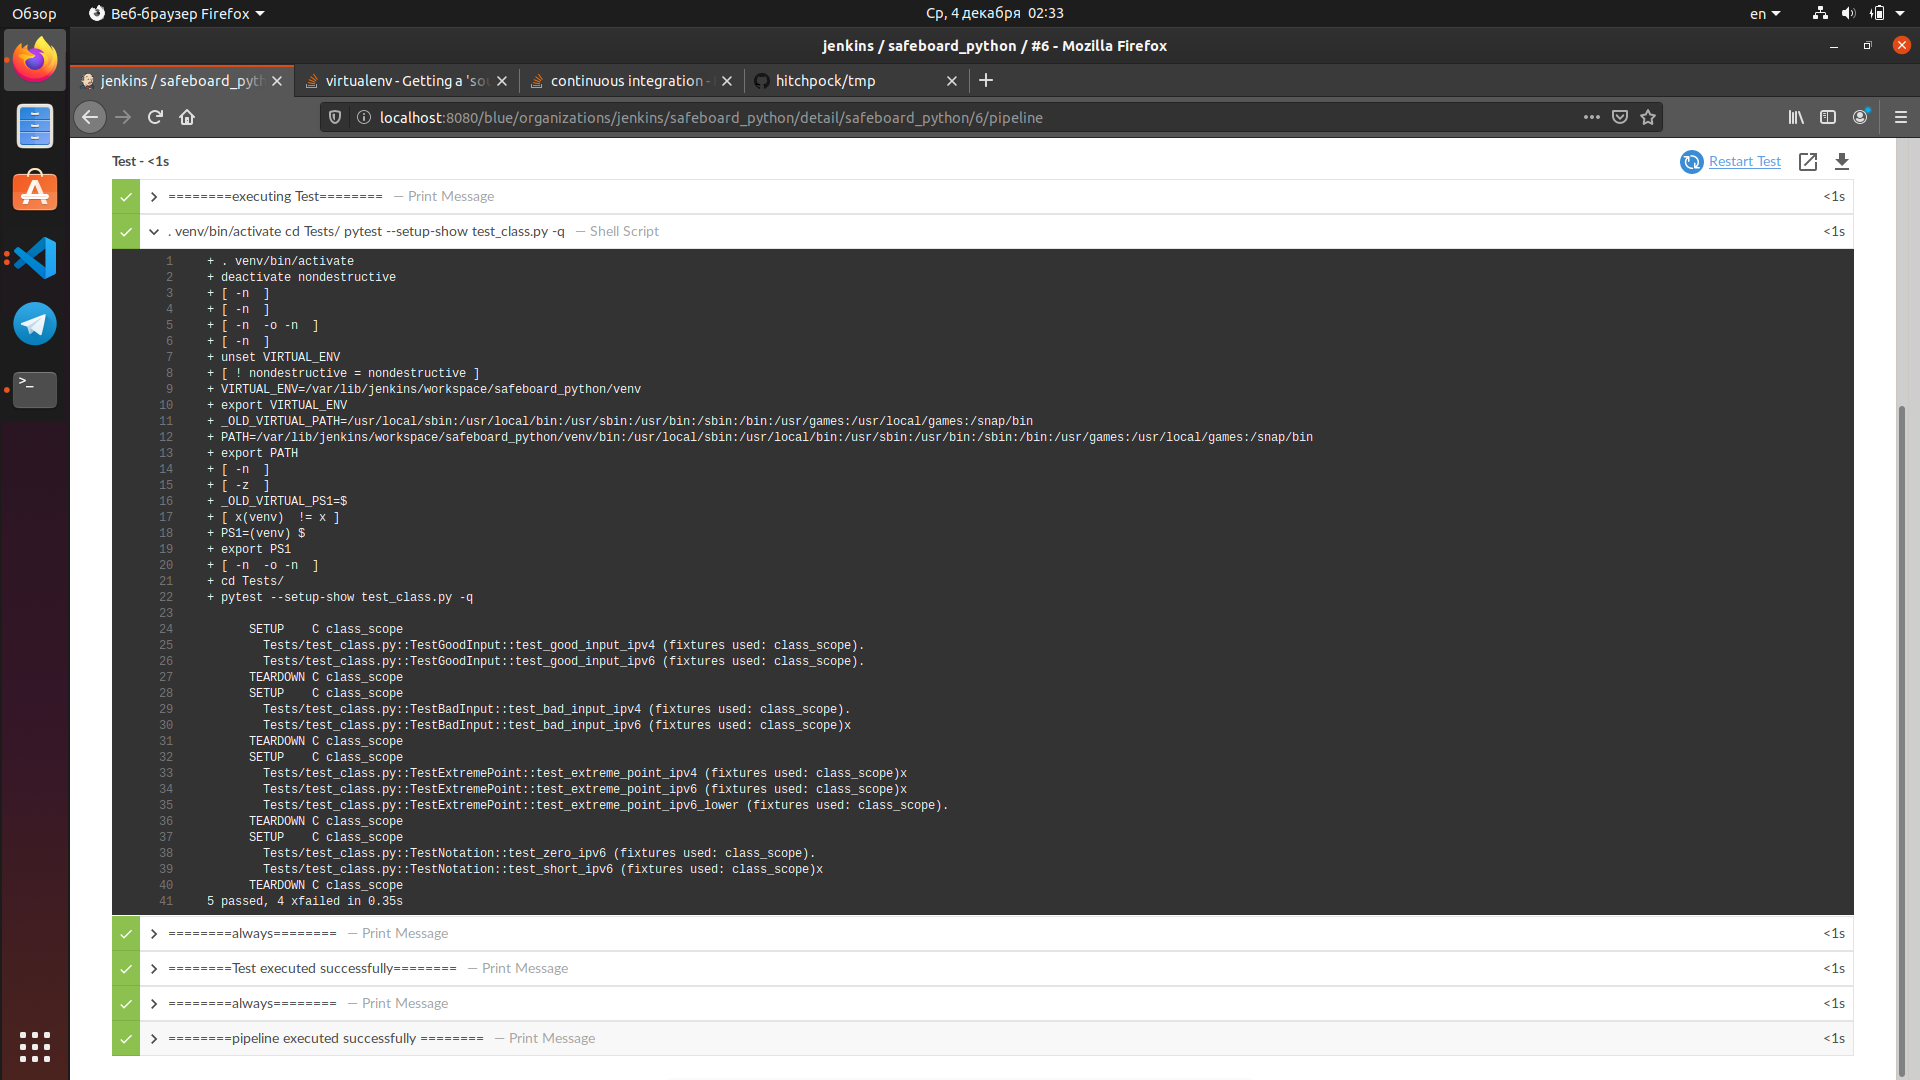 Обзор
Веб-браузер Firefox
Ср, 4 декабря 02:33
en
jenkins / safeboard_python / #6 - Mozilla Firefox
jenkins / safeboard_pyth
virtualenv - Getting a 'sou
continuous integration -
hitchpock/tmp
localhost:8080/blue/organizations/jenkins/safeboard_python/detail/safeboard_python/6/pipeline
Test - <1s
Restart Test
========executing Test======== — Print Message <1s
. venv/bin/activate cd Tests/ pytest --setup-show test_class.py -q — Shell Script <1s
1 + . venv/bin/activate
2 + deactivate nondestructive
3 + [ -n  ]
4 + [ -n  ]
5 + [ -n  -o -n  ]
6 + [ -n  ]
7 + unset VIRTUAL_ENV
8 + [ ! nondestructive = nondestructive ]
9 + VIRTUAL_ENV=/var/lib/jenkins/workspace/safeboard_python/venv
10 + export VIRTUAL_ENV
11 + _OLD_VIRTUAL_PATH=/usr/local/sbin:/usr/local/bin:/usr/sbin:/usr/bin:/sbin:/bin:/usr/games:/usr/local/games:/snap/bin
12 + PATH=/var/lib/jenkins/workspace/safeboard_python/venv/bin:/usr/local/sbin:/usr/local/bin:/usr/sbin:/usr/bin:/sbin:/bin:/usr/games:/usr/local/games:/snap/bin
13 + export PATH
14 + [ -n  ]
15 + [ -z  ]
16 + _OLD_VIRTUAL_PS1=$
17 + [ x(venv)  != x ]
18 + PS1=(venv) $
19 + export PS1
20 + [ -n  -o -n  ]
21 + cd Tests/
22 + pytest --setup-show test_class.py -q
23
24 SETUP    C class_scope
25 Tests/test_class.py::TestGoodInput::test_good_input_ipv4 (fixtures used: class_scope).
26 Tests/test_class.py::TestGoodInput::test_good_input_ipv6 (fixtures used: class_scope).
27 TEARDOWN C class_scope
28 SETUP    C class_scope
29 Tests/test_class.py::TestBadInput::test_bad_input_ipv4 (fixtures used: class_scope).
30 Tests/test_class.py::TestBadInput::test_bad_input_ipv6 (fixtures used: class_scope)x
31 TEARDOWN C class_scope
32 SETUP    C class_scope
33 Tests/test_class.py::TestExtremePoint::test_extreme_point_ipv4 (fixtures used: class_scope)x
34 Tests/test_class.py::TestExtremePoint::test_extreme_point_ipv6 (fixtures used: class_scope)x
35 Tests/test_class.py::TestExtremePoint::test_extreme_point_ipv6_lower (fixtures used: class_scope).
36 TEARDOWN C class_scope
37 SETUP    C class_scope
38 Tests/test_class.py::TestNotation::test_zero_ipv6 (fixtures used: class_scope).
39 Tests/test_class.py::TestNotation::test_short_ipv6 (fixtures used: class_scope)x
40 TEARDOWN C class_scope
41 5 passed, 4 xfailed in 0.35s
========always======== — Print Message <1s
========Test executed successfully======== — Print Message <1s
========always======== — Print Message <1s
========pipeline executed successfully ======== — Print Message <1s